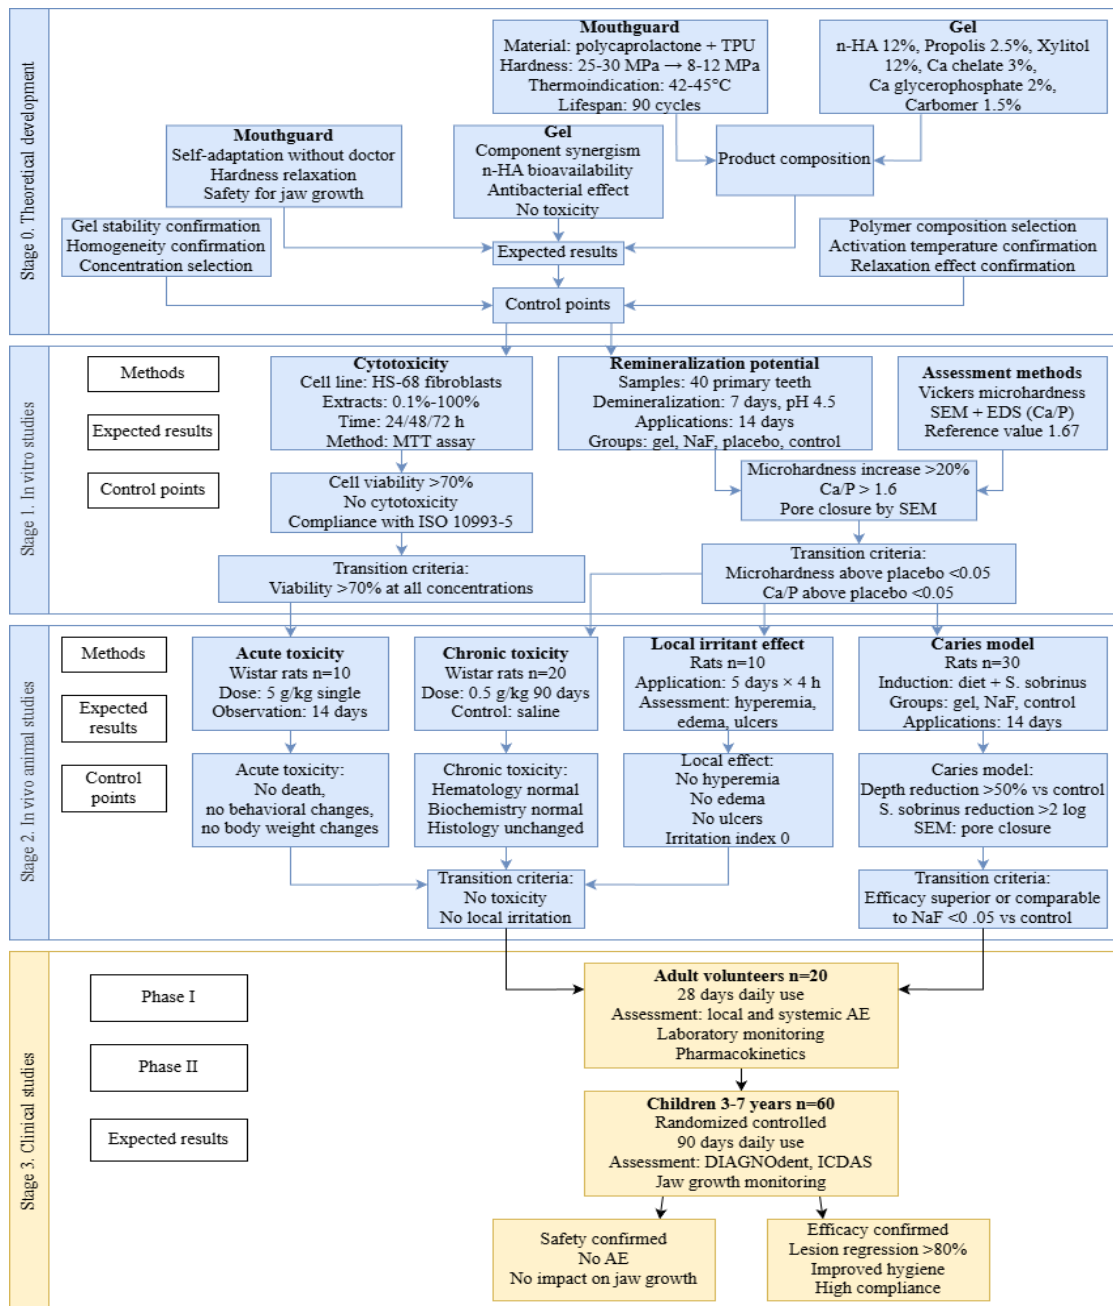 Stage 0. Theoretical development
Mouthguard
Material: polycaprolactone + TPU
Hardness: 25-30 MPa → 8-12 MPa
Thermoindication: 42-45°C
Lifespan: 90 cycles
Gel
n-HA 12%, Propolis 2.5%, Xylitol
12%, Ca chelate 3%,
Ca glycerophosphate 2%,
Carbomer 1.5%
Mouthguard
Self-adaptation without doctor
Hardness relaxation
Safety for jaw growth
Gel
Component synergism
n-HA bioavailability
Antibacterial effect
No toxicity
Product composition
Gel stability confirmation
Homogeneity confirmation
Concentration selection
Expected results
Polymer composition selection
Activation temperature confirmation
Relaxation effect confirmation
Control points
Stage 1. In vitro studies
Methods
Expected results
Control points
Cytotoxicity
Cell line: HS-68 fibroblasts
Extracts: 0.1%-100%
Time: 24/48/72 h
Method: MTT assay
Remineralization potential
Samples: 40 primary teeth
Demineralization: 7 days, pH 4.5
Applications: 14 days
Groups: gel, NaF, placebo, control
Assessment methods
Vickers microhardness
SEM + EDS (Ca/P)
Reference value 1.67
Cell viability >70%
No cytotoxicity
Compliance with ISO 10993-5
Microhardness increase >20%
Ca/P > 1.6
Pore closure by SEM
Transition criteria:
Viability >70% at all concentrations
Transition criteria:
Microhardness above placebo <0.05
Ca/P above placebo <0.05
Stage 2. In vivo animal studies
Methods
Expected
results
Control
points
Acute toxicity
Wistar rats n=10
Dose: 5 g/kg single
Observation: 14 days
Chronic toxicity
Wistar rats n=20
Dose: 0.5 g/kg 90 days
Control: saline
Local irritant effect
Rats n=10
Application: 5 days × 4 h
Assessment: hyperemia,
edema, ulcers
Caries model
Rats n=30
Induction: diet + S. sobrinus
Groups: gel, NaF, control
Applications: 14 days
Acute toxicity:
No death,
no behavioral changes,
no body weight changes
Chronic toxicity:
Hematology normal
Biochemistry normal
Histology unchanged
Local effect:
No hyperemia
No edema
No ulcers
Irritation index 0
Caries model:
Depth reduction >50% vs control
S. sobrinus reduction >2 log
SEM: pore closure
Transition criteria:
No toxicity
No local irritation
Transition criteria:
Efficacy superior or comparable
to NaF <0 .05 vs control
Stage 3. Clinical studies
Phase I
Phase II
Expected results
Adult volunteers n=20
28 days daily use
Assessment: local and systemic AE
Laboratory monitoring
Pharmacokinetics
Children 3-7 years n=60
Randomized controlled
90 days daily use
Assessment: DIAGNOdent, ICDAS
Jaw growth monitoring
Safety confirmed
No AE
No impact on jaw growth
Efficacy confirmed
Lesion regression >80%
Improved hygiene
High compliance